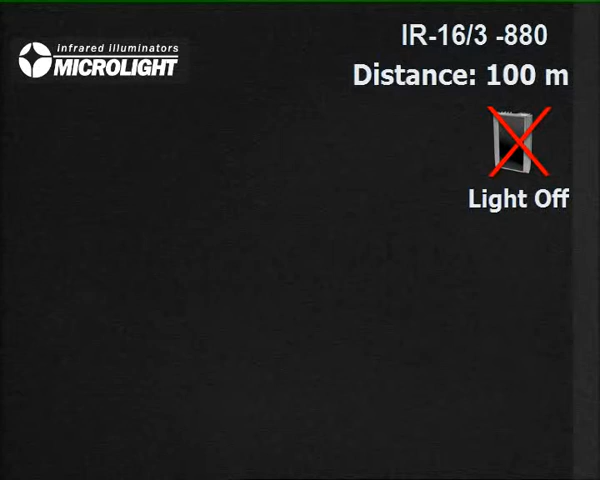 infrared illuminators
MICROLIGHT
IR-16/3 -880
Distance: 100 m
Light Off